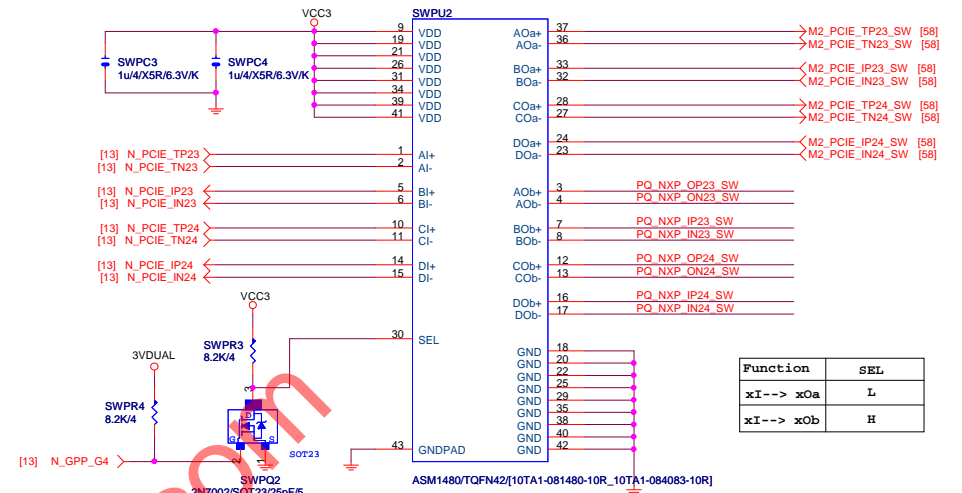 VCC3
SWPU2
SWPC3
1u/4/X5R/6.3V/K
SWPC4
1u/4/X5R/6.3V/K
9 VDD
19 VDD
21 VDD
26 VDD
31 VDD
34 VDD
39 VDD
41 VDD
[13] N_PCIE_TP23 1 AI+
[13] N_PCIE_TN23 2 AI-
[13] N_PCIE_IP23 5 BI+
[13] N_PCIE_IN23 6 BI-
[13] N_PCIE_TP24 10 CI+
[13] N_PCIE_TN24 11 CI-
[13] N_PCIE_IP24 14 DI+
[13] N_PCIE_IN24 15 DI-
30 SEL
43 GNDPAD
AOa+ 37 M2_PCIE_TP23_SW [58]
AOa- 36 M2_PCIE_TN23_SW [58]
BOa+ 33 M2_PCIE_IP23_SW [58]
BOa- 32 M2_PCIE_IN23_SW [58]
COa+ 28 M2_PCIE_TP24_SW [58]
COa- 27 M2_PCIE_TN24_SW [58]
DOa+ 24 M2_PCIE_IP24_SW [58]
DOa- 23 M2_PCIE_IN24_SW [58]
AOb+ 3 PQ_NXP_OP23_SW
AOb- 4 PQ_NXP_ON23_SW
BOb+ 7 PQ_NXP_IP23_SW
BOb- 8 PQ_NXP_IN23_SW
COb+ 12 PQ_NXP_OP24_SW
COb- 13 PQ_NXP_ON24_SW
DOb+ 16 PQ_NXP_IP24_SW
DOb- 17 PQ_NXP_IN24_SW
GND 18
GND 20
GND 22
GND 25
GND 29
GND 35
GND 38
GND 40
GND 42
VCC3
SWPR3
8.2K/4
3VDUAL
SWPR4
8.2K/4
3
D
G
S
2
1
SOT23
[13] N_GPP_G4
SWPQ2
2N7002/SOT23/25pF/5
ASM1480/TQFN42/[10TA1-081480-10R_10TA1-084083-10R]
Function SEL
xI--> xOa L
xI--> xOb H
com